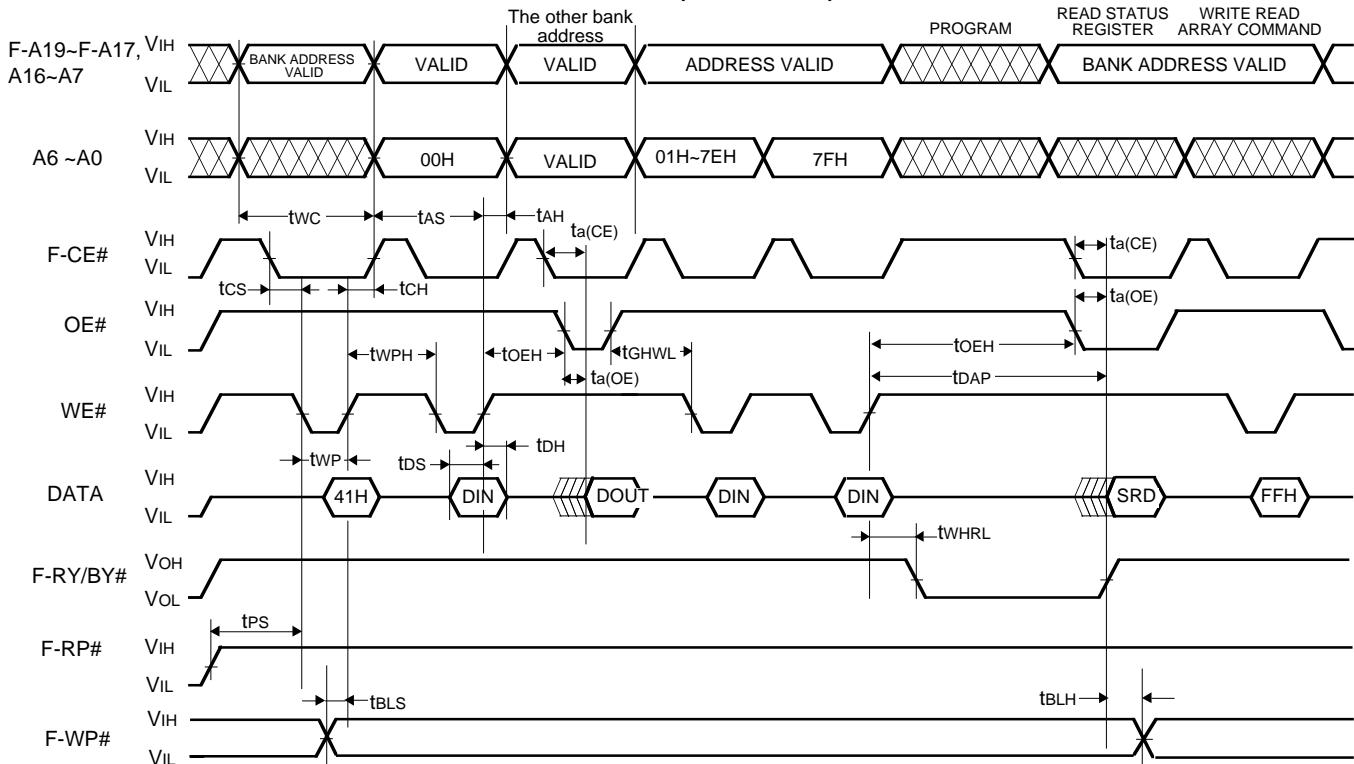 The other bank
address
PROGRAM
READ STATUS
REGISTER
WRITE READ
ARRAY COMMAND
F-A19~F-A17,
A16~A7
VIH
VIL
BANK ADDRESS
VALID
VALID
VALID
ADDRESS VALID
BANK ADDRESS VALID
A6 ~A0
VIH
VIL
00H
VALID
01H~7EH
7FH
tWC
tAS
tAH
ta(CE)
ta(CE)
F-CE#
VIH
VIL
tCS
tCH
ta(OE)
OE#
VIH
VIL
tWPH
tOEH
tGHWL
tOEH
ta(OE)
tDAP
WE#
VIH
VIL
tWP
tDS
tDH
DATA
VIH
VIL
41H
DIN
DOUT
DIN
DIN
SRD
FFH
tWHRL
F-RY/BY#
VOH
VOL
tPS
F-RP#
VIH
VIL
tBLS
tBLH
F-WP#
VIH
VIL